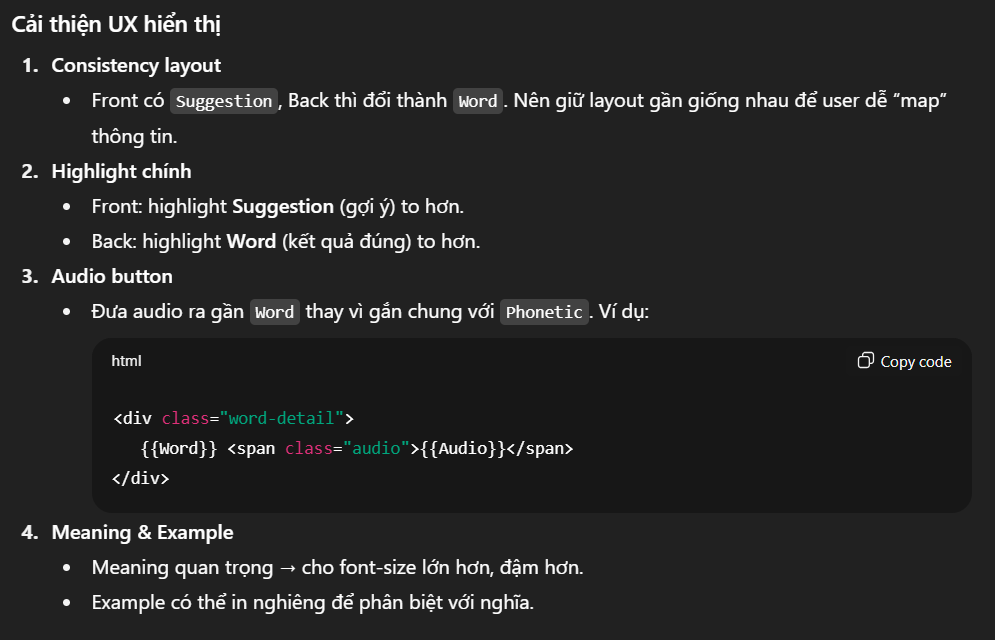 Cải thiện UX hiển thị
1. Consistency layout
• Front có Suggestion, Back thì đổi thành Word. Nên giữ layout gần giống nhau để user dễ “map”
thông tin.
2. Highlight chính
• Front: highlight Suggestion (gợi ý) to hơn.
• Back: highlight Word (kết quả đúng) to hơn.
3. Audio button
• Đưa audio ra gần Word thay vì gắn chung với Phonetic. Ví dụ:
html Copy code
<div class="word-detail">
{{Word}} <span class="audio">{{Audio}}</span>
</div>
4. Meaning & Example
• Meaning quan trọng → cho font-size lớn hơn, đậm hơn.
• Example có thể in nghiêng để phân biệt với nghĩa.